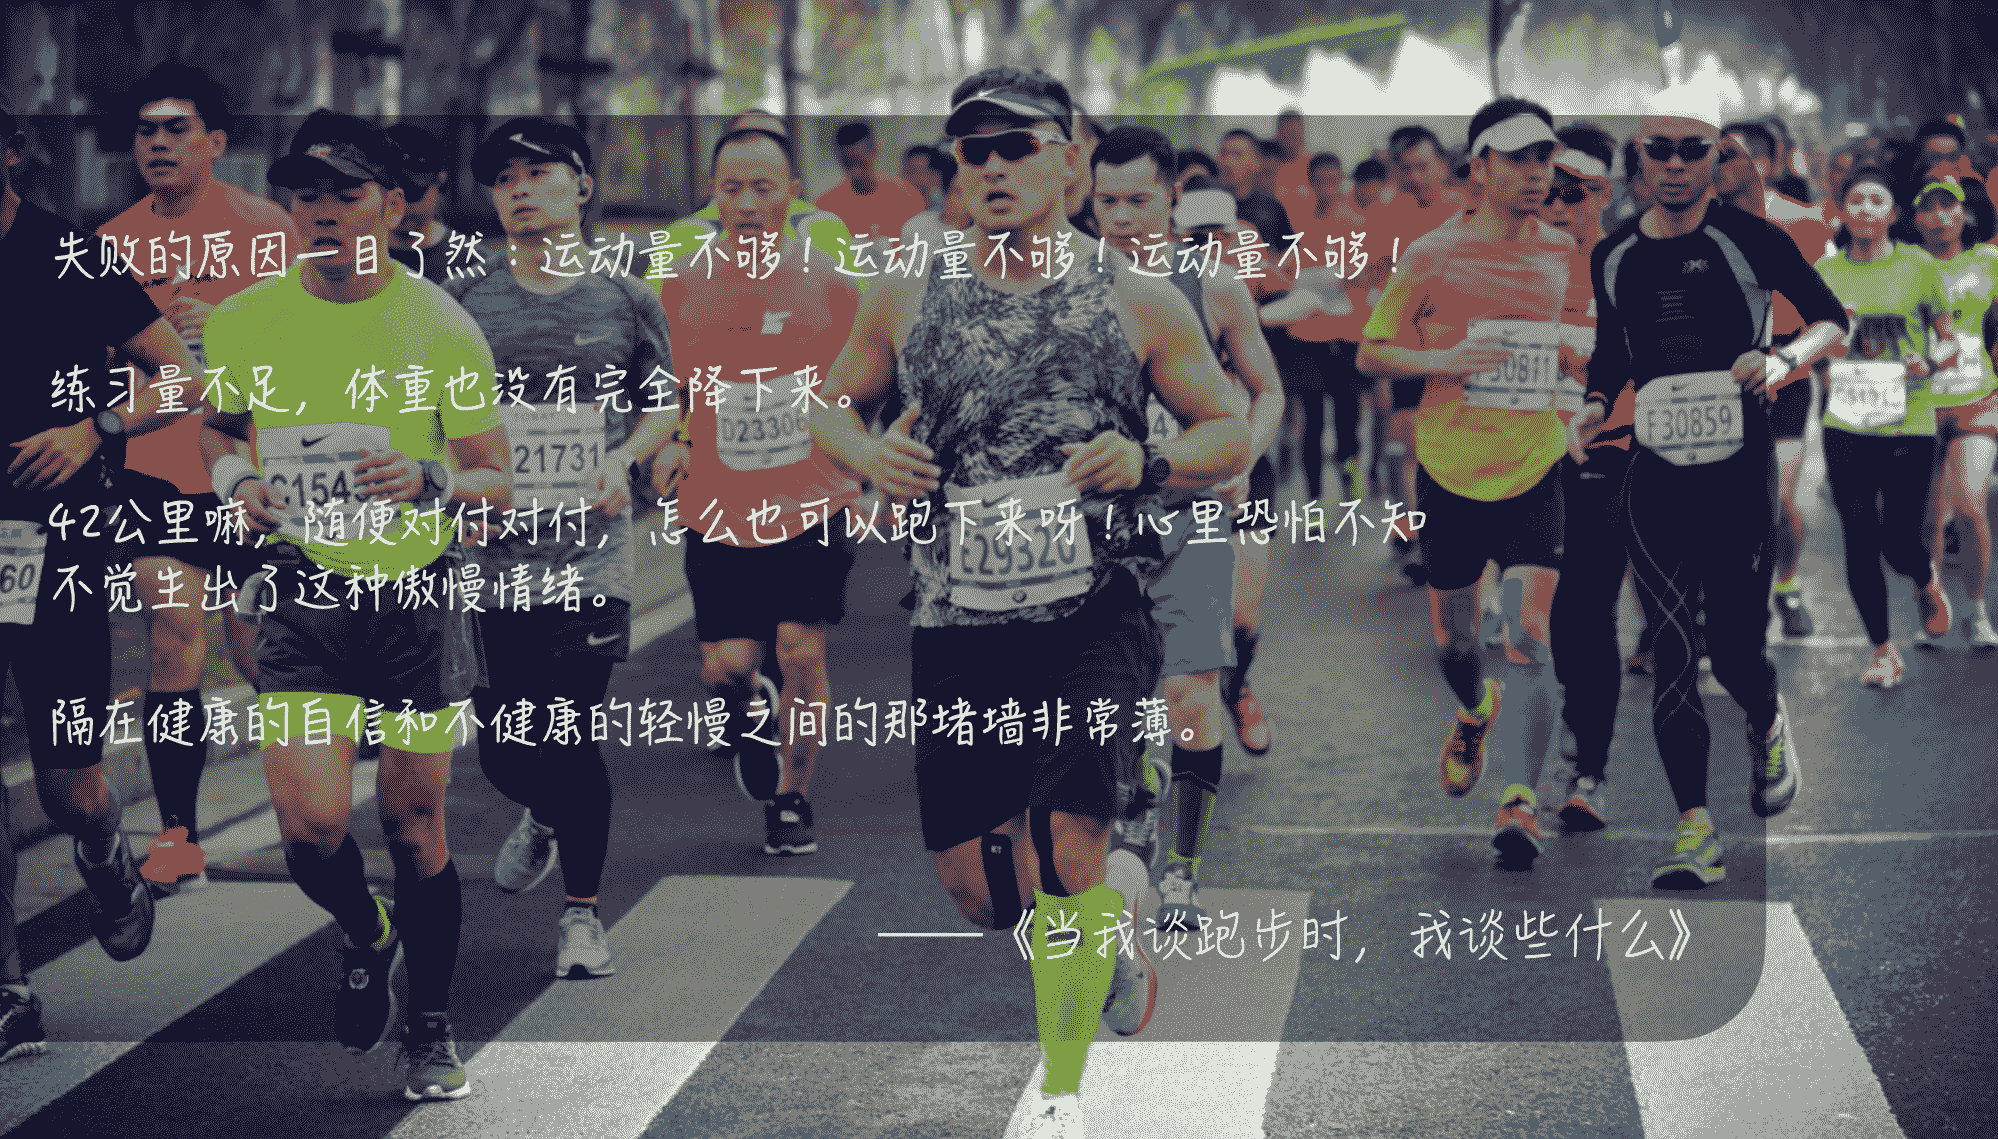 失败的原因一目了然：运动量不够！运动量不够！运动量不够！
练习量不足，体重也没有完全降下来。
42公里嘛，随便对付对付，怎么也可以跑下来呀！心里恐怕不知
不觉生出了这种傲慢情绪。
隔在健康的自信和不健康的轻慢之间的那堵墙非常薄。
——《当我谈跑步时，我谈些什么》
21731
D23306
E29320
30811
F30859
60